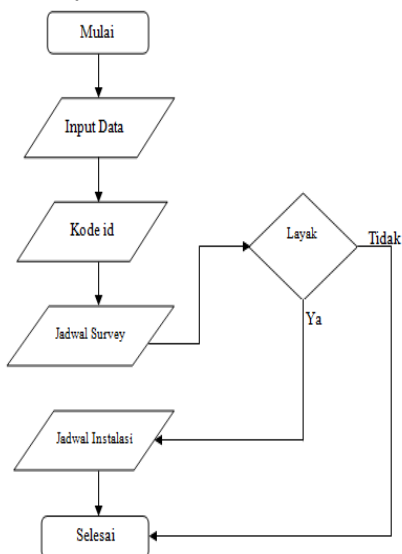 Mulai
Input Data
Kode id
Layak
Tidak
Jadwal Survey
Ya
Jadwal Instalasi
Selesai